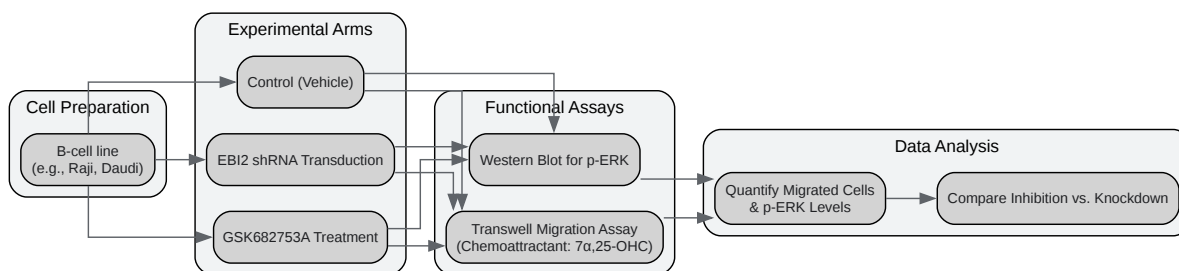 Cell Preparation
B-cell line
(e.g., Raji, Daudi)
Experimental Arms
Control (Vehicle)
EBI2 shRNA Transduction
GSK682753A Treatment
Functional Assays
Western Blot for p-ERK
Transwell Migration Assay
(Chemoattractant: 7α,25-OHC)
Data Analysis
Quantify Migrated Cells
& p-ERK Levels
Compare Inhibition vs. Knockdown